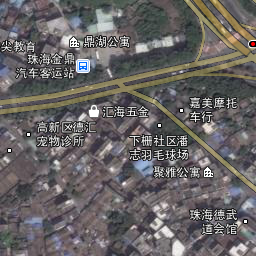 尖教育
鼎湖公寓
珠海金鼎
汽车客运站
汇海五金
嘉美摩托
车行
高新区德汇
宠物诊所
下栅社区潘
志羽毛球场
聚雅公寓
珠海德武
道会馆